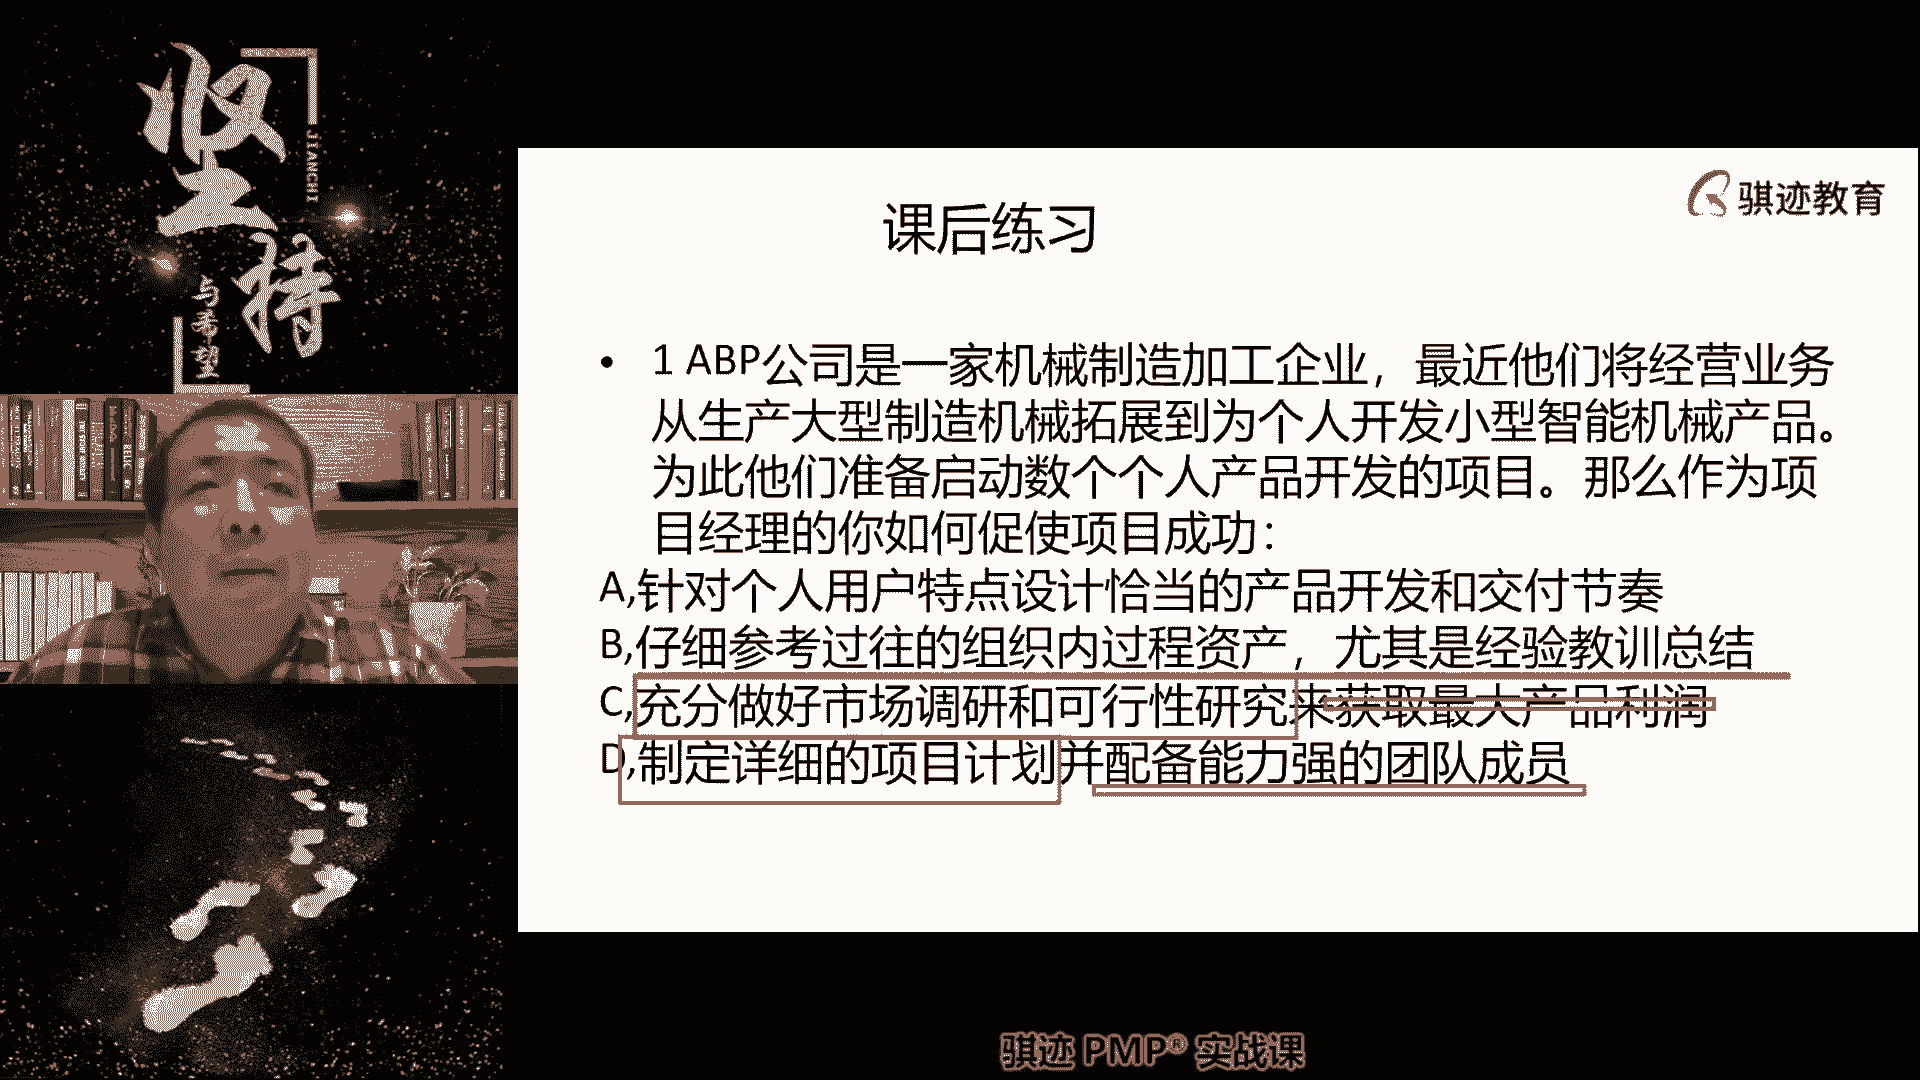 坚持
JIANCHI
与希望
骐迹教育
课后练习
• 1 ABP公司是一家机械制造加工企业，最近他们将经营业务
从生产大型制造机械拓展到为个人开发小型智能机械产品。
为此他们准备启动数个个人产品开发的项目。那么作为项
目经理的你如何促使项目成功：
A,针对个人用户特点设计恰当的产品开发和交付节奏
B,仔细参考过往的组织内过程资产，尤其是经验教训总结
C,充分做好市场调研和可行性研究来获取最大产品利润
D,制定详细的项目计划并配备能力强的团队成员
骐迹 PMP® 实战课